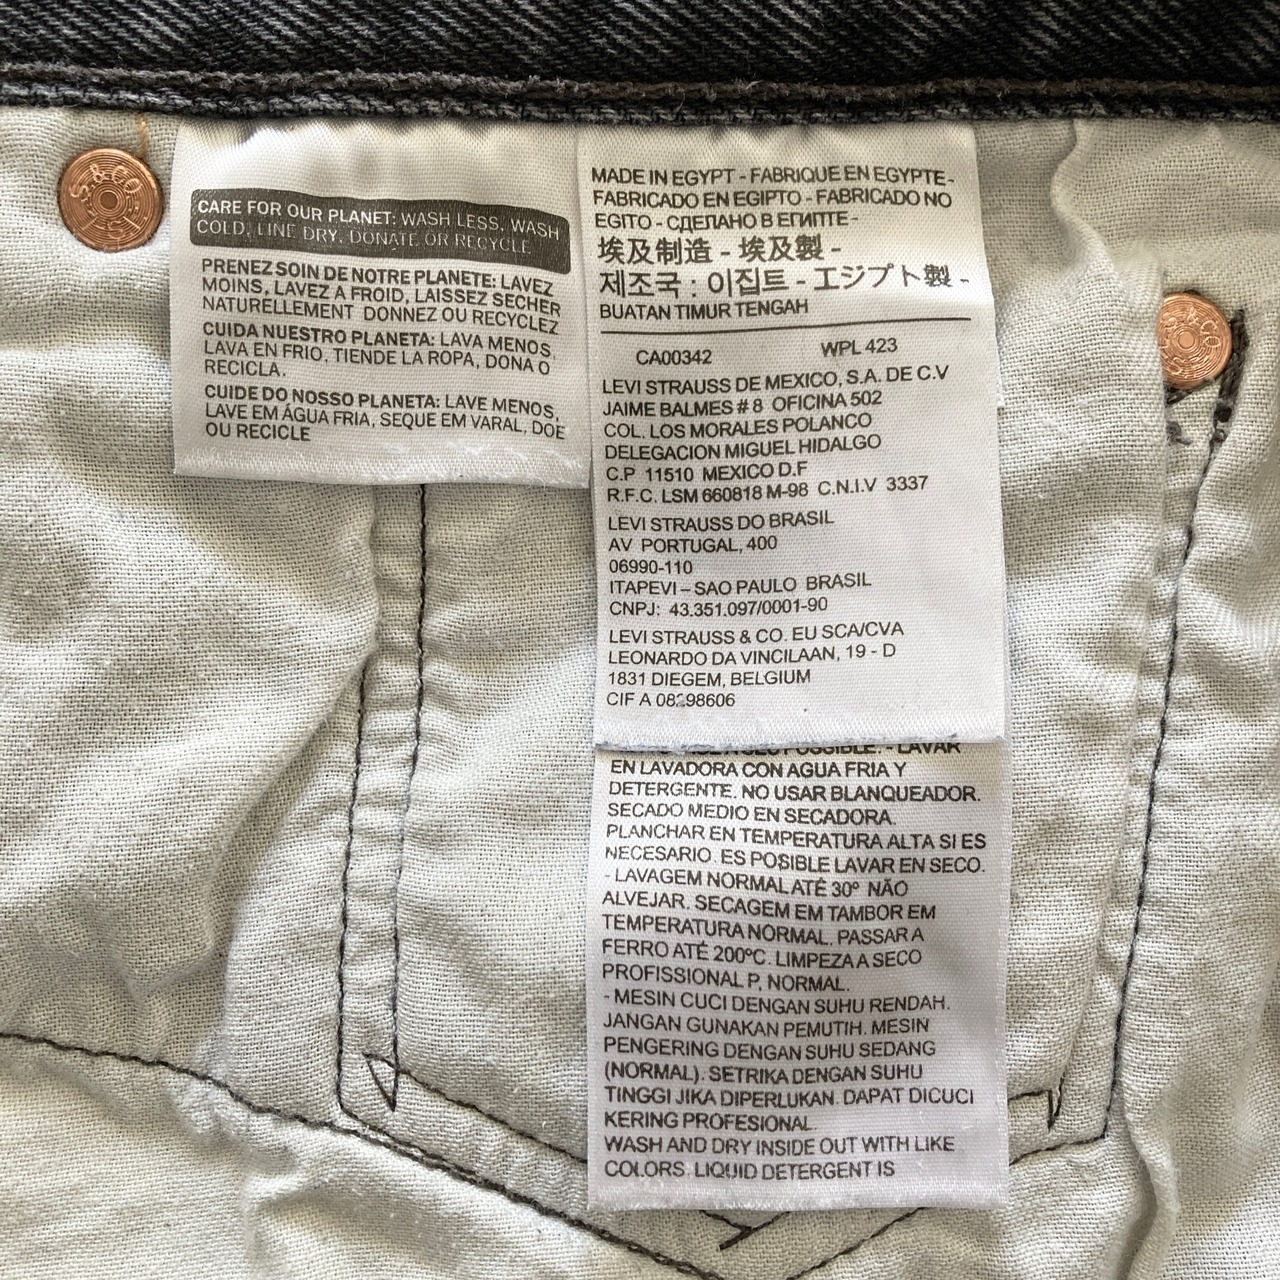 S.&CO.
CARE FOR OUR PLANET: WASH LESS, WASH
COLD, LINE DRY, DONATE OR RECYCLE
PRENEZ SOIN DE NOTRE PLANETE: LAVEZ
MOINS, LAVEZ A FROID, LAISSEZ SECHER
NATURELLEMENT DONNEZ OU RECYCLEZ
CUIDA NUESTRO PLANETA: LAVA MENOS,
LAVA EN FRIO, TIENDE LA ROPA, DONA O
RECICLA.
CUIDE DO NOSSO PLANETA: LAVE MENOS,
LAVE EM ÁGUA FRIA, SEQUE EM VARAL, DOE
OU RECICLE
MADE IN EGYPT - FABRIQUE EN EGYPTE-
FABRICADO EN EGIPTO - FABRICADO NO
EGITO - СДЕЛАНО В ЕГИПТЕ -
埃及制造 - 埃及製 -
제조국 : 이집트 - エジプト製 -
BUATAN TIMUR TENGAH
CA00342 WPL 423
LEVI STRAUSS DE MEXICO, S.A. DE C.V
JAIME BALMES # 8 OFICINA 502
COL. LOS MORALES POLANCO
DELEGACION MIGUEL HIDALGO
C.P 11510 MEXICO D.F
R.F.C. LSM 660818 M-98 C.N.I.V 3337
LEVI STRAUSS DO BRASIL
AV PORTUGAL, 400
06990-110
ITAPEVI – SAO PAULO BRASIL
CNPJ: 43.351.097/0001-90
LEVI STRAUSS & CO. EU SCA/CVA
LEONARDO DA VINCILAAN, 19 - D
1831 DIEGEM, BELGIUM
CIF A 08298606
POSSIBLE. - LAVAR
EN LAVADORA CON AGUA FRIA Y
DETERGENTE. NO USAR BLANQUEADOR.
SECADO MEDIO EN SECADORA.
PLANCHAR EN TEMPERATURA ALTA SI ES
NECESARIO. ES POSIBLE LAVAR EN SECO.
- LAVAGEM NORMAL ATÉ 30º NÃO
ALVEJAR. SECAGEM EM TAMBOR EM
TEMPERATURA NORMAL. PASSAR A
FERRO ATÉ 200ºC. LIMPEZA A SECO
PROFISSIONAL P, NORMAL.
- MESIN CUCI DENGAN SUHU RENDAH.
JANGAN GUNAKAN PEMUTIH. MESIN
PENGERING DENGAN SUHU SEDANG
(NORMAL). SETRIKA DENGAN SUHU
TINGGI JIKA DIPERLUKAN. DAPAT DICUCI
KERING PROFESIONAL.
WASH AND DRY INSIDE OUT WITH LIKE
COLORS. LIQUID DETERGENT IS